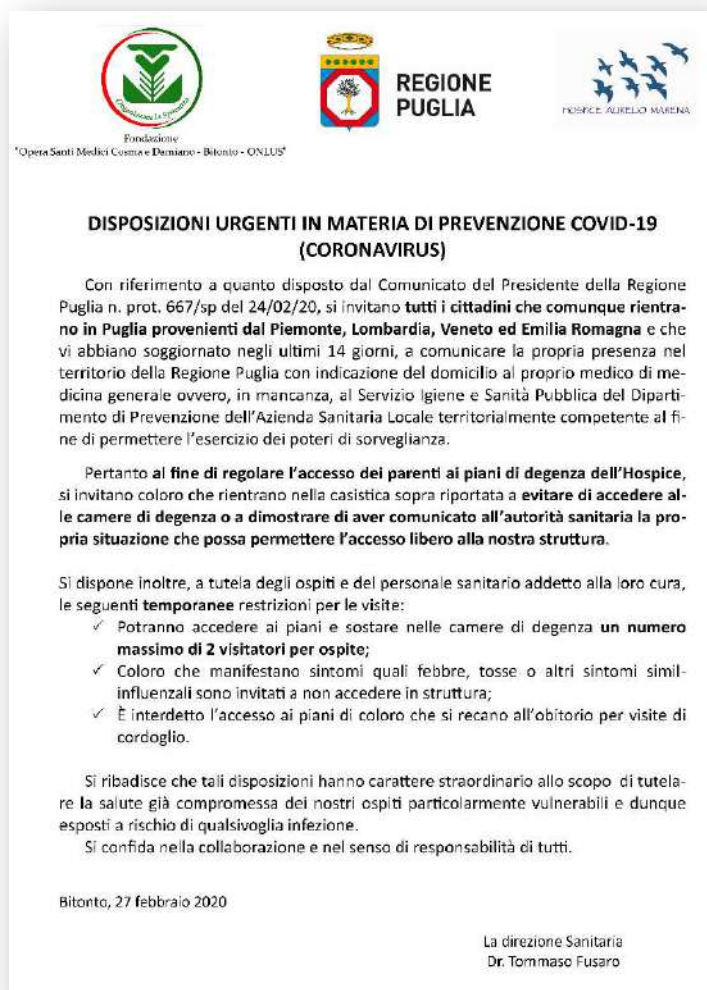 Organizzare la Speranza
Fondazione
"Opera Santi Medici Cosma e Damiano - Bitonto - ONLUS"
REGIONE
PUGLIA
HOSPICE AURELIO MARENA
DISPOSIZIONI URGENTI IN MATERIA DI PREVENZIONE COVID-19
(CORONAVIRUS)
Con riferimento a quanto disposto dal Comunicato del Presidente della Regione
Puglia n. prot. 667/sp del 24/02/20, si invitano tutti i cittadini che comunque rientra-
no in Puglia provenienti dal Piemonte, Lombardia, Veneto ed Emilia Romagna e che
vi abbiano soggiornato negli ultimi 14 giorni, a comunicare la propria presenza nel
territorio della Regione Puglia con indicazione del domicilio al proprio medico di me-
dicina generale ovvero, in mancanza, al Servizio Igiene e Sanità Pubblica del Diparti-
mento di Prevenzione dell'Azienda Sanitaria Locale territorialmente competente al fi-
ne di permettere l'esercizio dei poteri di sorveglianza.
Pertanto al fine di regolare l'accesso dei parenti ai piani di degenza dell'Hospice,
si invitano coloro che rientrano nella casistica sopra riportata a evitare di accedere al-
le camere di degenza o a dimostrare di aver comunicato all'autorità sanitaria la pro-
pria situazione che possa permettere l'accesso libero alla nostra struttura.
Si dispone inoltre, a tutela degli ospiti e del personale sanitario addetto alla loro cura,
le seguenti temporanee restrizioni per le visite:
✓ Potranno accedere ai piani e sostare nelle camere di degenza un numero
massimo di 2 visitatori per ospite;
✓ Coloro che manifestano sintomi quali febbre, tosse o altri sintomi simil-
influenzali sono invitati a non accedere in struttura;
✓ È interdetto l'accesso ai piani di coloro che si recano all'obitorio per visite di
cordoglio.
Si ribadisce che tali disposizioni hanno carattere straordinario allo scopo di tutela-
re la salute già compromessa dei nostri ospiti particolarmente vulnerabili e dunque
esposti a rischio di qualsivoglia infezione.
Si confida nella collaborazione e nel senso di responsabilità di tutti.
Bitonto, 27 febbraio 2020
La direzione Sanitaria
Dr. Tommaso Fusaro